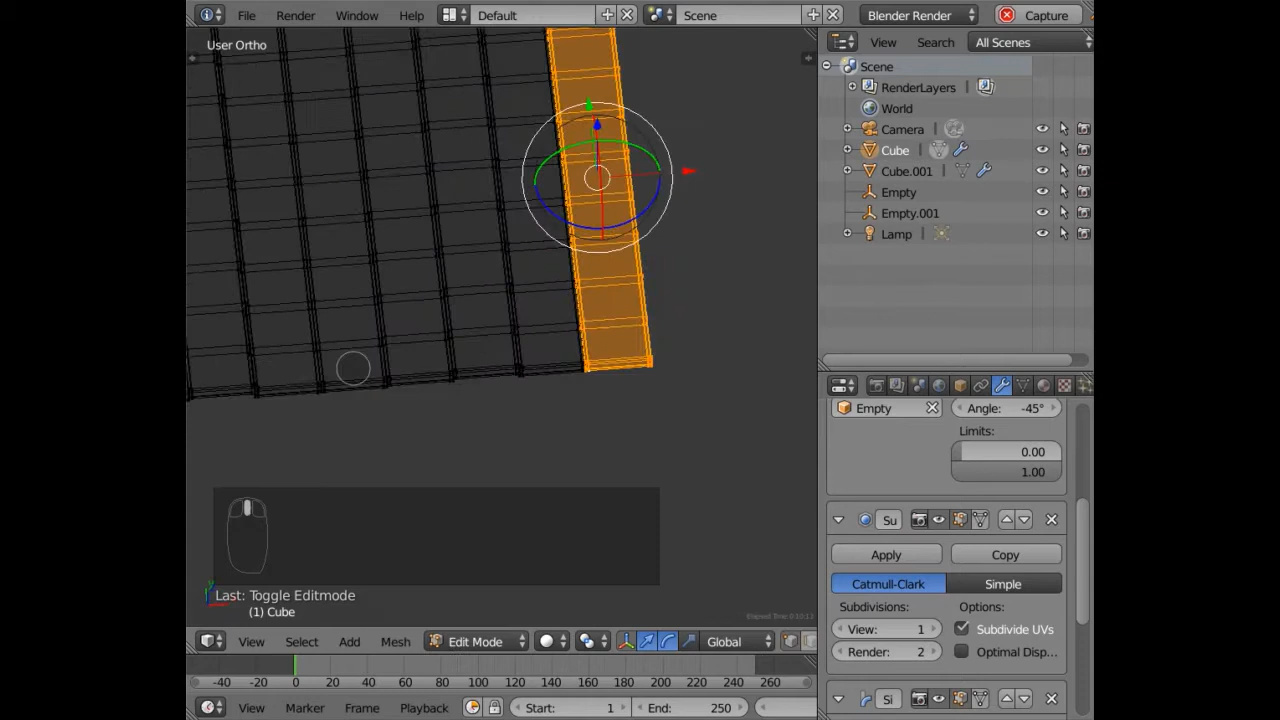 File Render Window Help Default Scene Blender Render Capture
User Ortho
View Search All Scenes
Scene
RenderLayers
World
Camera
Cube
Cube.001
Empty
Empty.001
Lamp
Empty Angle: -45°
Limits:
0.00
1.00
Su
Apply Copy
Catmull-Clark Simple
Subdivisions: Options:
View: 1 Subdivide UVs
Render: 2 Optimal Disp...
Si
Last: Toggle Editmode
(1) Cube
View Select Add Mesh Edit Mode Global
-40 -20 0 20 40 60 80 100 120 140 160 180 200 220 240 260
View Marker Frame Playback Start: 1 End: 250